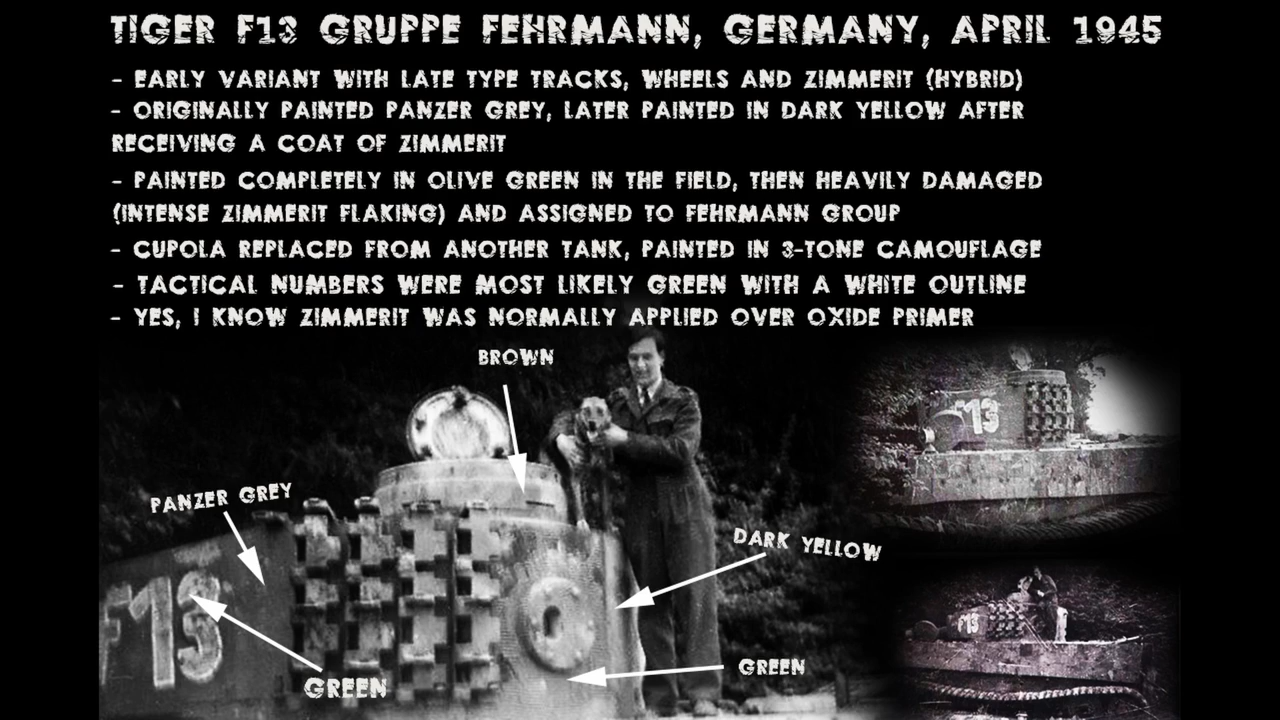 TIGER F13 GRUPPE FEHRMANN, GERMANY, APRIL 1945
- EARLY VARIANT WITH LATE TYPE TRACKS, WHEELS AND ZIMMERIT (HYBRID)
- ORIGINALLY PAINTED PANZER GREY, LATER PAINTED IN DARK YELLOW AFTER
RECEIVING A COAT OF ZIMMERIT
- PAINTED COMPLETELY IN OLIVE GREEN IN THE FIELD, THEN HEAVILY DAMAGED
(INTENSE ZIMMERIT FLAKING) AND ASSIGNED TO FEHRMANN GROUP
- CUPOLA REPLACED FROM ANOTHER TANK, PAINTED IN 3-TONE CAMOUFLAGE
- TACTICAL NUMBERS WERE MOST LIKELY GREEN WITH A WHITE OUTLINE
- YES, I KNOW ZIMMERIT WAS NORMALLY APPLIED OVER OXIDE PRIMER
BROWN
F13
PANZER GREY
DARK YELLOW
F13
F13
GREEN
GREEN